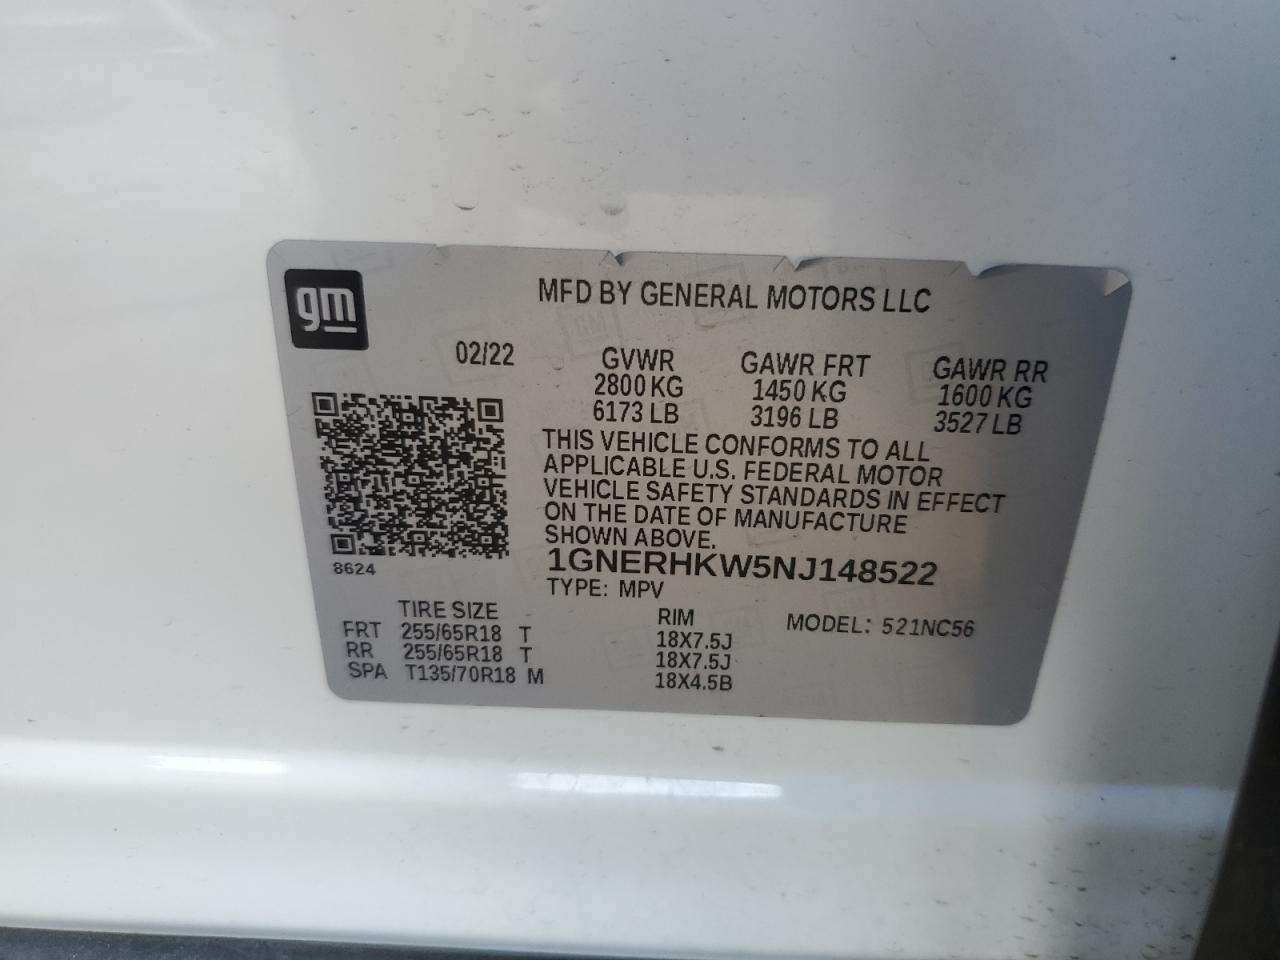 gm
MFD BY GENERAL MOTORS LLC
02/22 GVWR GAWR FRT GAWR RR
2800 KG 1450 KG 1600 KG
6173 LB 3196 LB 3527 LB
THIS VEHICLE CONFORMS TO ALL
APPLICABLE U.S. FEDERAL MOTOR
VEHICLE SAFETY STANDARDS IN EFFECT
ON THE DATE OF MANUFACTURE
SHOWN ABOVE.
8624 1GNERHKW5NJ148522
TYPE: MPV
TIRE SIZE RIM MODEL: 521NC56
FRT 255/65R18 T 18X7.5J
RR 255/65R18 T 18X7.5J
SPA T135/70R18 M 18X4.5B